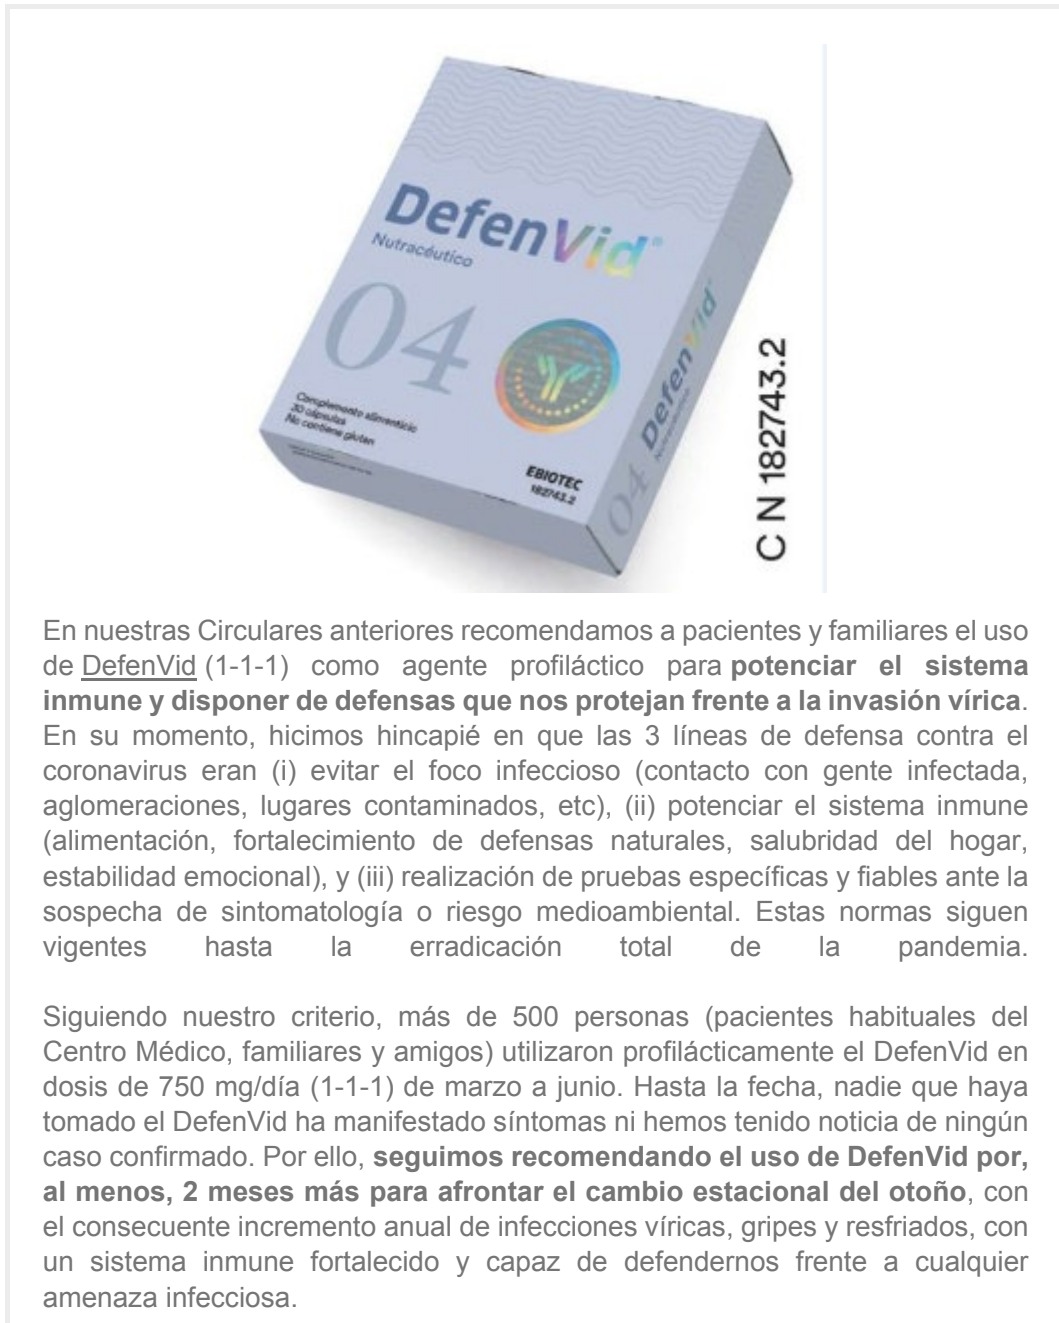 DefenVid®
Nutracéutico
04
Complemento alimenticio
30 cápsulas
No contiene gluten
EBIOTEC
182743.2
04 DefenVid
Nutracéutico
C N 182743.2
En nuestras Circulares anteriores recomendamos a pacientes y familiares el uso
de DefenVid (1-1-1) como agente profiláctico para potenciar el sistema
inmune y disponer de defensas que nos protejan frente a la invasión vírica.
En su momento, hicimos hincapié en que las 3 líneas de defensa contra el
coronavirus eran (i) evitar el foco infeccioso (contacto con gente infectada,
aglomeraciones, lugares contaminados, etc), (ii) potenciar el sistema inmune
(alimentación, fortalecimiento de defensas naturales, salubridad del hogar,
estabilidad emocional), y (iii) realización de pruebas específicas y fiables ante la
sospecha de sintomatología o riesgo medioambiental. Estas normas siguen
vigentes hasta la erradicación total de la pandemia.
Siguiendo nuestro criterio, más de 500 personas (pacientes habituales del
Centro Médico, familiares y amigos) utilizaron profilácticamente el DefenVid en
dosis de 750 mg/día (1-1-1) de marzo a junio. Hasta la fecha, nadie que haya
tomado el DefenVid ha manifestado síntomas ni hemos tenido noticia de ningún
caso confirmado. Por ello, seguimos recomendando el uso de DefenVid por,
al menos, 2 meses más para afrontar el cambio estacional del otoño, con
el consecuente incremento anual de infecciones víricas, gripes y resfriados, con
un sistema inmune fortalecido y capaz de defendernos frente a cualquier
amenaza infecciosa.